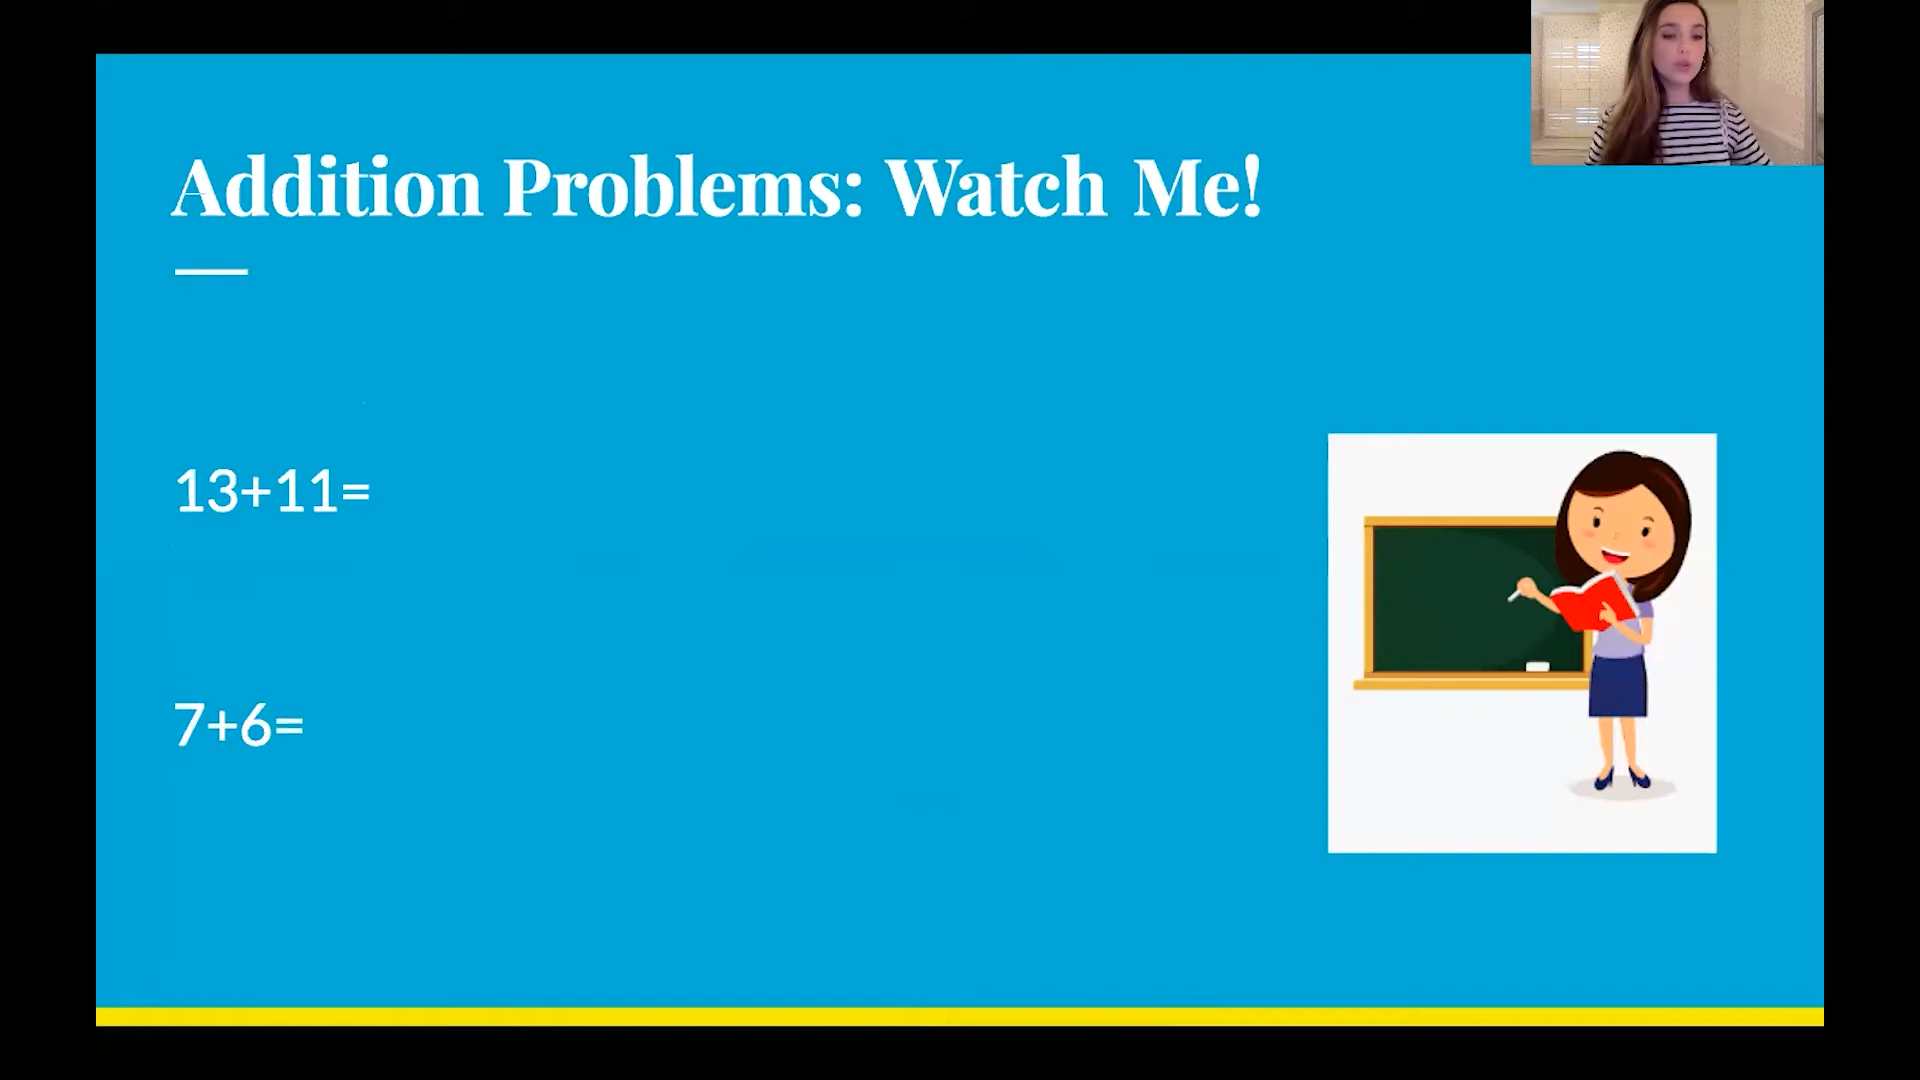 Addition Problems: Watch Me!
13+11=
7+6=